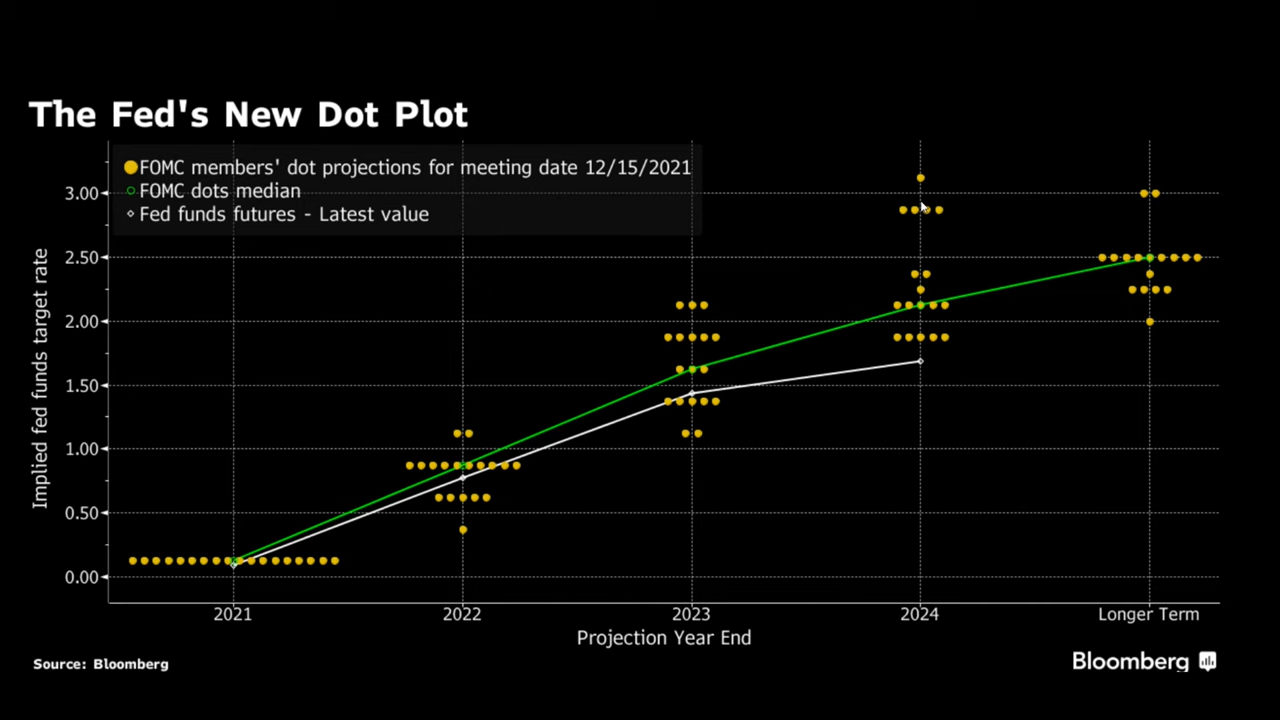 The Fed's New Dot Plot
FOMC members' dot projections for meeting date 12/15/2021
FOMC dots median
Fed funds futures - Latest value
Implied fed funds target rate
3.00
2.50
2.00
1.50
1.00
0.50
0.00
2021 2022 2023 2024 Longer Term
Projection Year End
Source: Bloomberg
Bloomberg